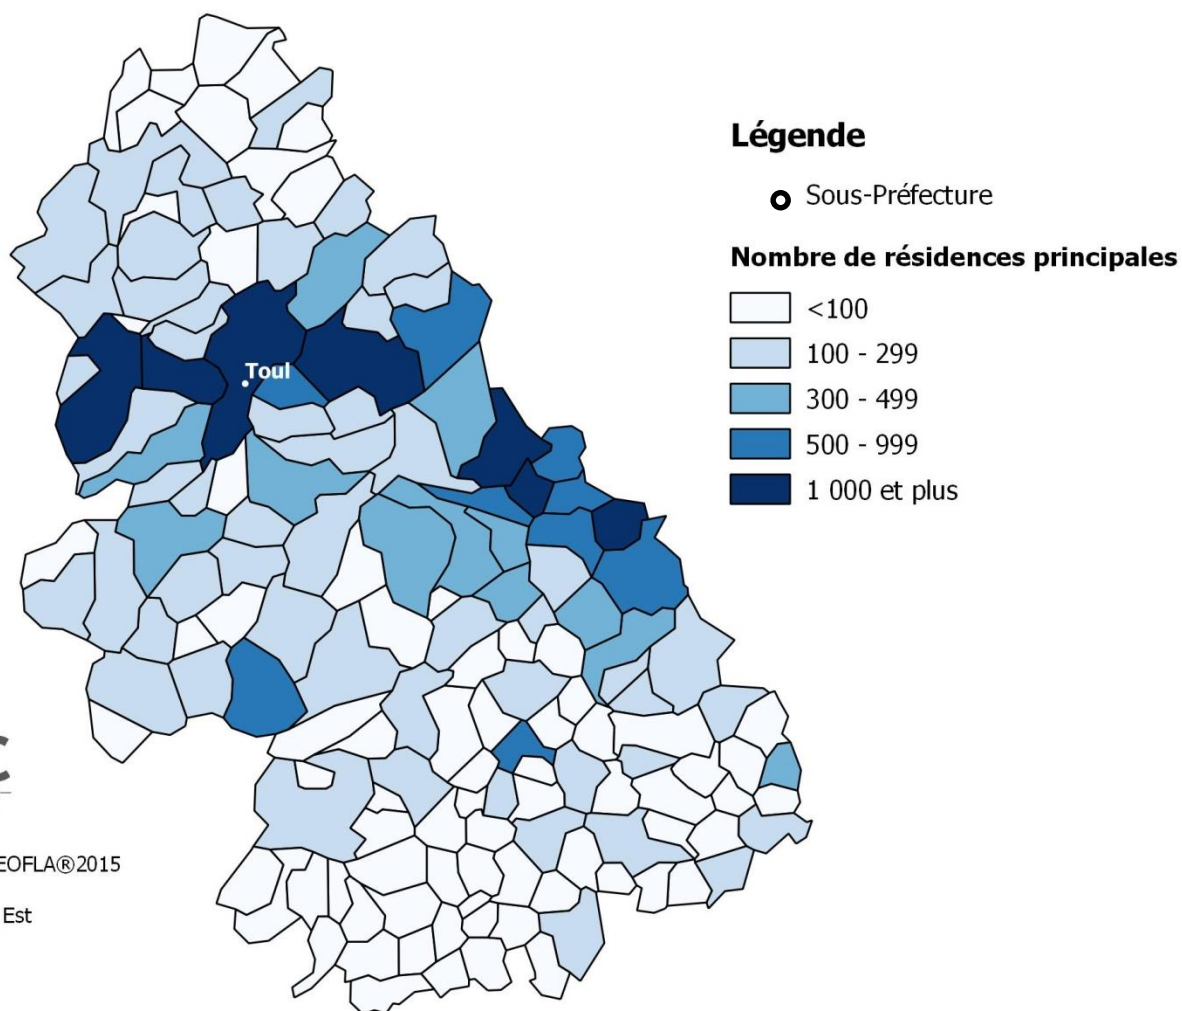 Légende
Sous-Préfecture
Nombre de résidences principales
<100
100 - 299
300 - 499
500 - 999
1 000 et plus
Toul
EOFLA®2015
Est